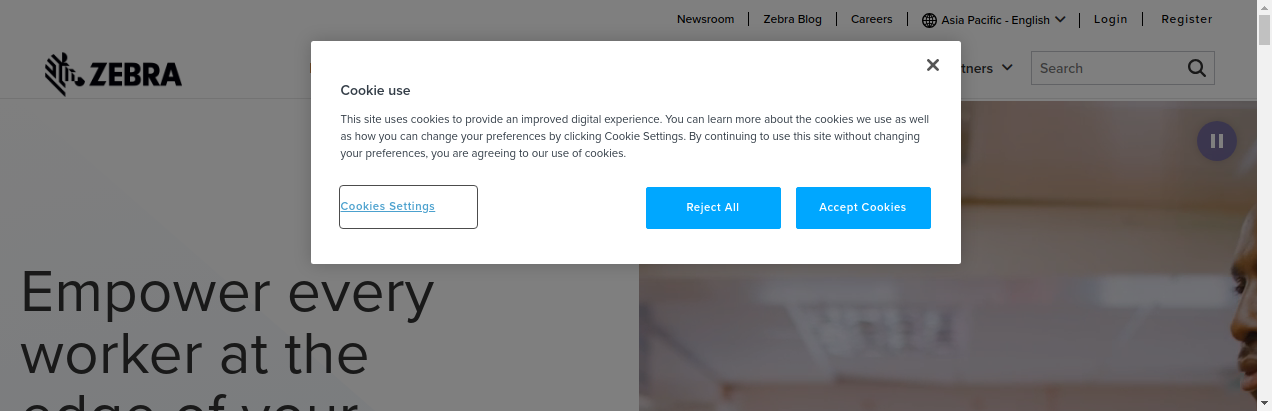 Newsroom
Zebra Blog
Careers
Asia Pacific - English
Login
Register
ZEBRA
tners
Search
Cookie use
This site uses cookies to provide an improved digital experience. You can learn more about the cookies we use as well
as how you can change your preferences by clicking Cookie Settings. By continuing to use this site without changing
your preferences, you are agreeing to our use of cookies.
Cookies Settings
Reject All
Accept Cookies
Empower every
worker at the
edge of your